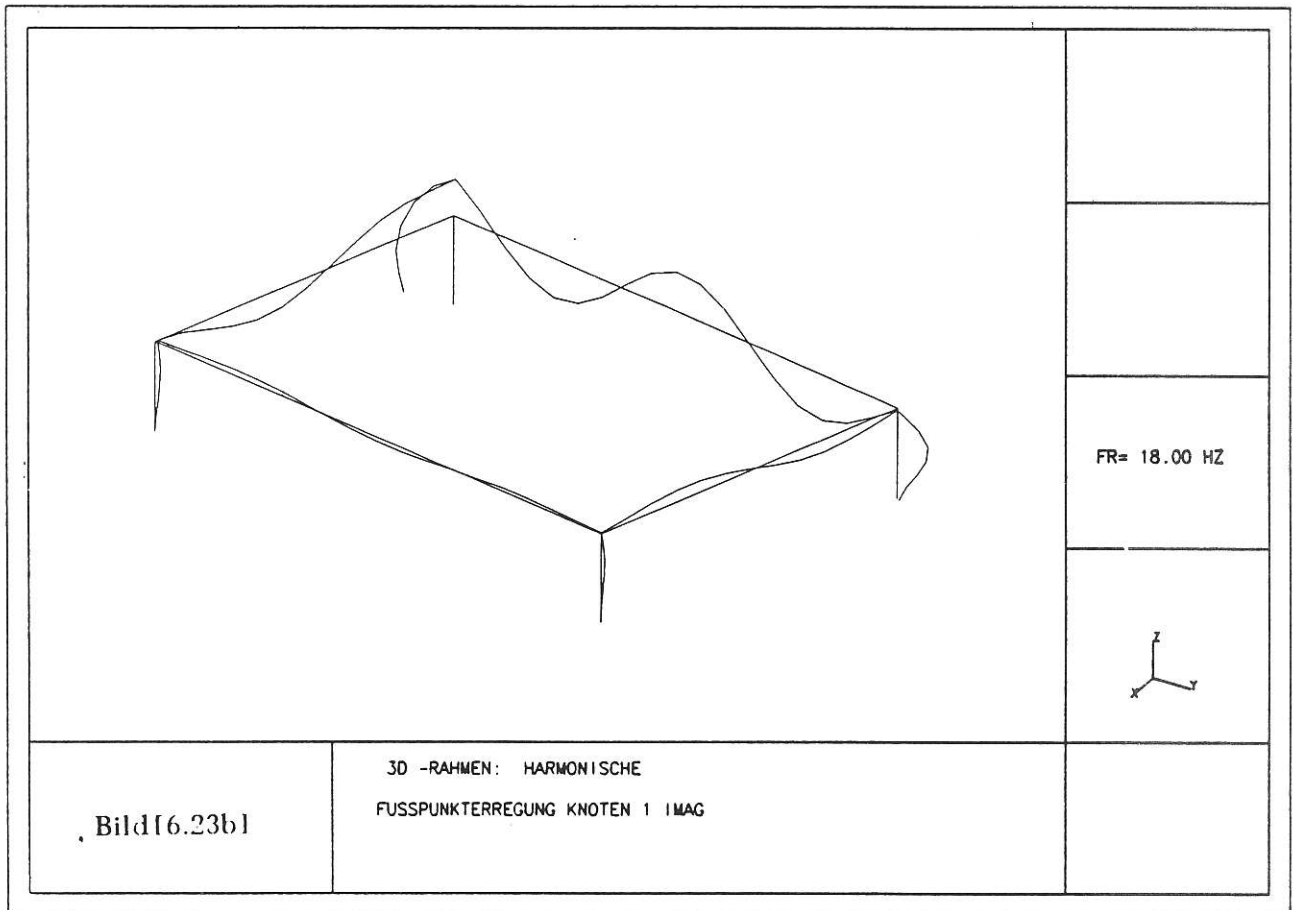 FR= 18.00 HZ
Z
X
Y
3D -RAHMEN: HARMONISCHE
FUSSPUNKTERREGUNG KNOTEN 1 IMAG
Bild[6.23b]